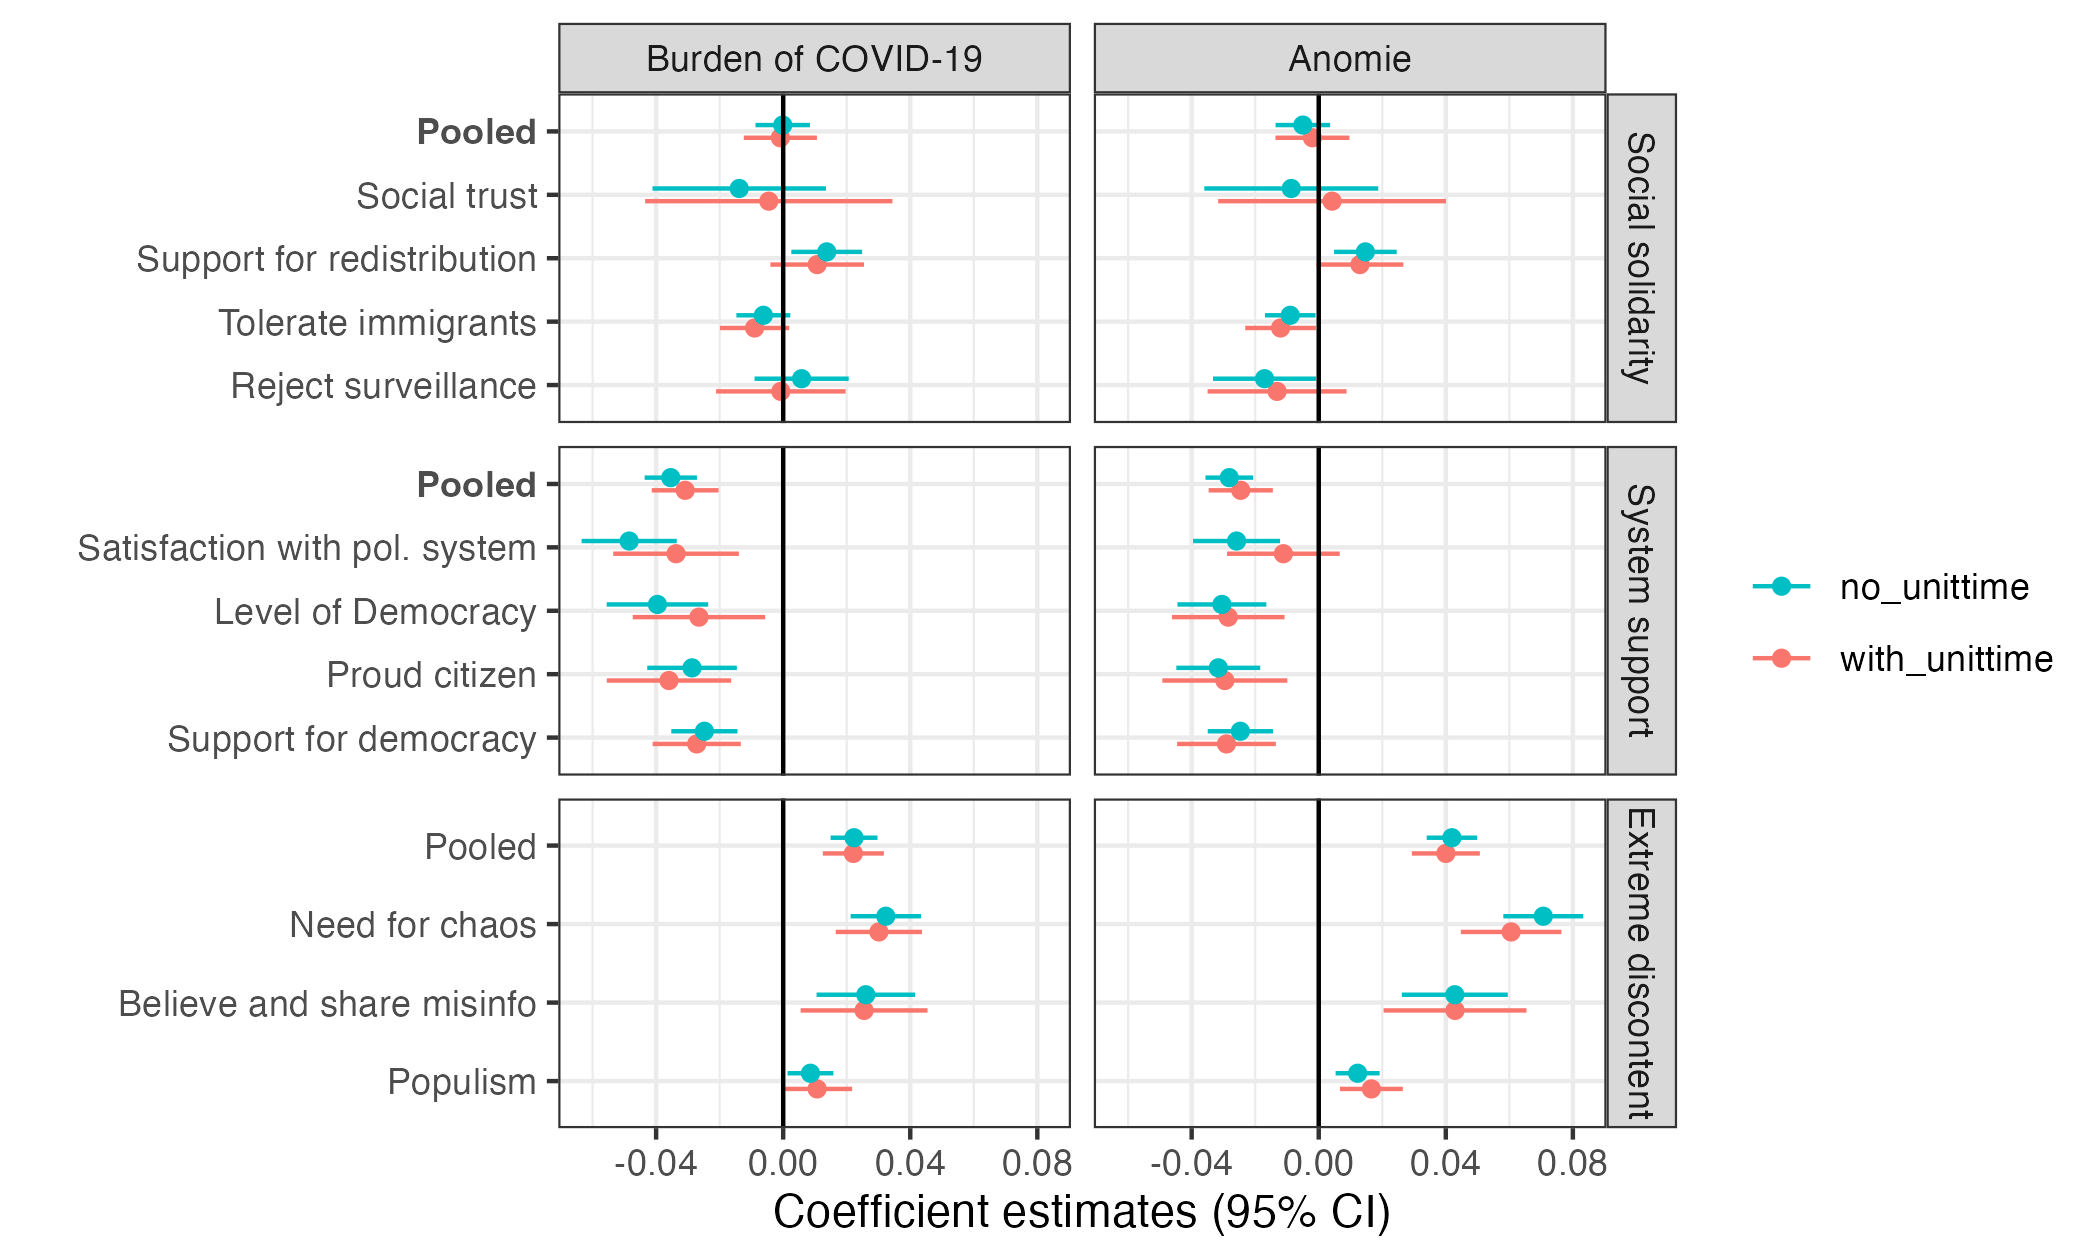 Burden of COVID-19
Anomie
Pooled
Social trust
Support for redistribution
Tolerate immigrants
Reject surveillance
Social solidarity
Pooled
Satisfaction with pol. system
Level of Democracy
Proud citizen
Support for democracy
System support
Pooled
Need for chaos
Believe and share misinfo
Populism
Extreme discontent
-0.04 0.00 0.04 0.08
-0.04 0.00 0.04 0.08
Coefficient estimates (95% CI)
no_unittime
with_unittime